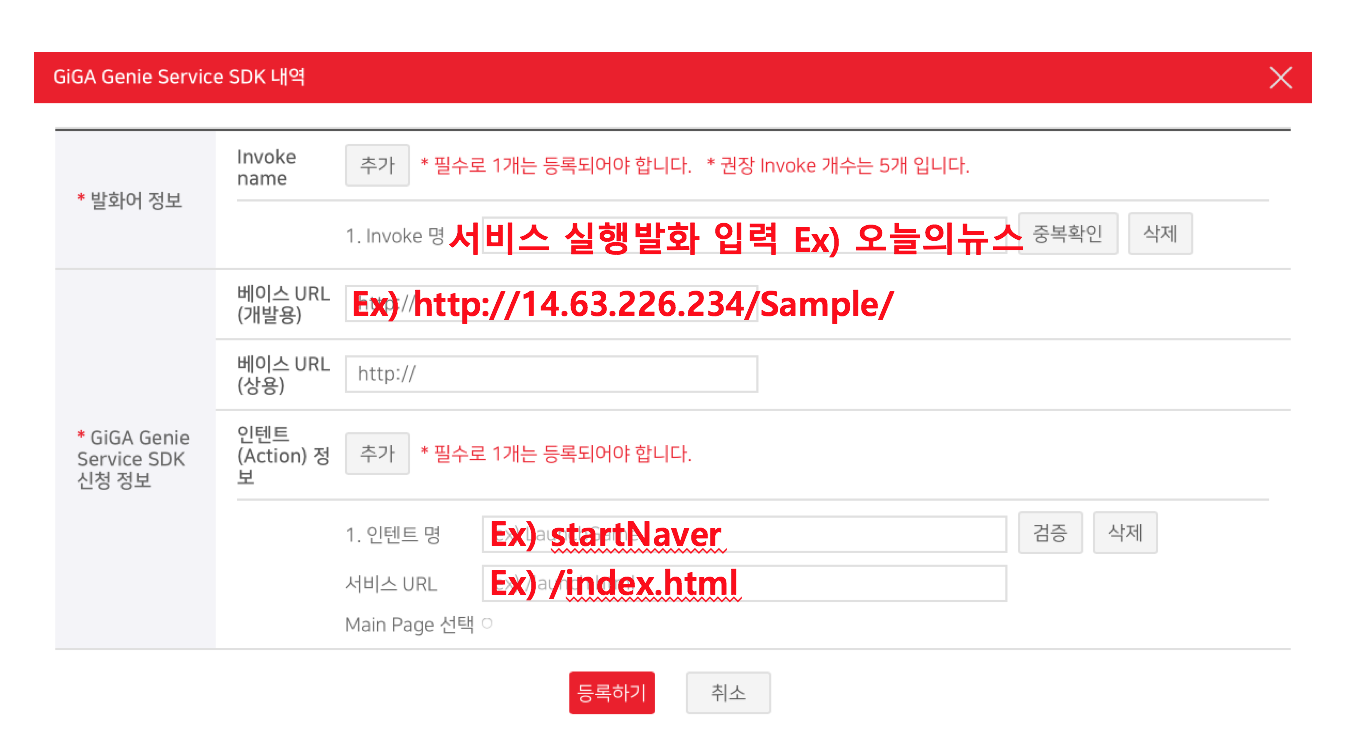 GiGA Genie Service SDK 내역
* 발화어 정보
Invoke
name
추가 * 필수로 1개는 등록되어야 합니다. * 권장 Invoke 개수는 5개 입니다.
1. Invoke 명 서비스 실행발화 입력 Ex) 오늘의뉴스 중복확인 삭제
* GiGA Genie
Service SDK
신청 정보
베이스 URL
(개발용)
http://
Ex) http://14.63.226.234/Sample/
베이스 URL
(상용)
http://
인텐트
(Action) 정
보
추가 * 필수로 1개는 등록되어야 합니다.
1. 인텐트 명 Ex) startNaver 검증 삭제
서비스 URL Ex) /index.html
Main Page 선택
등록하기 취소